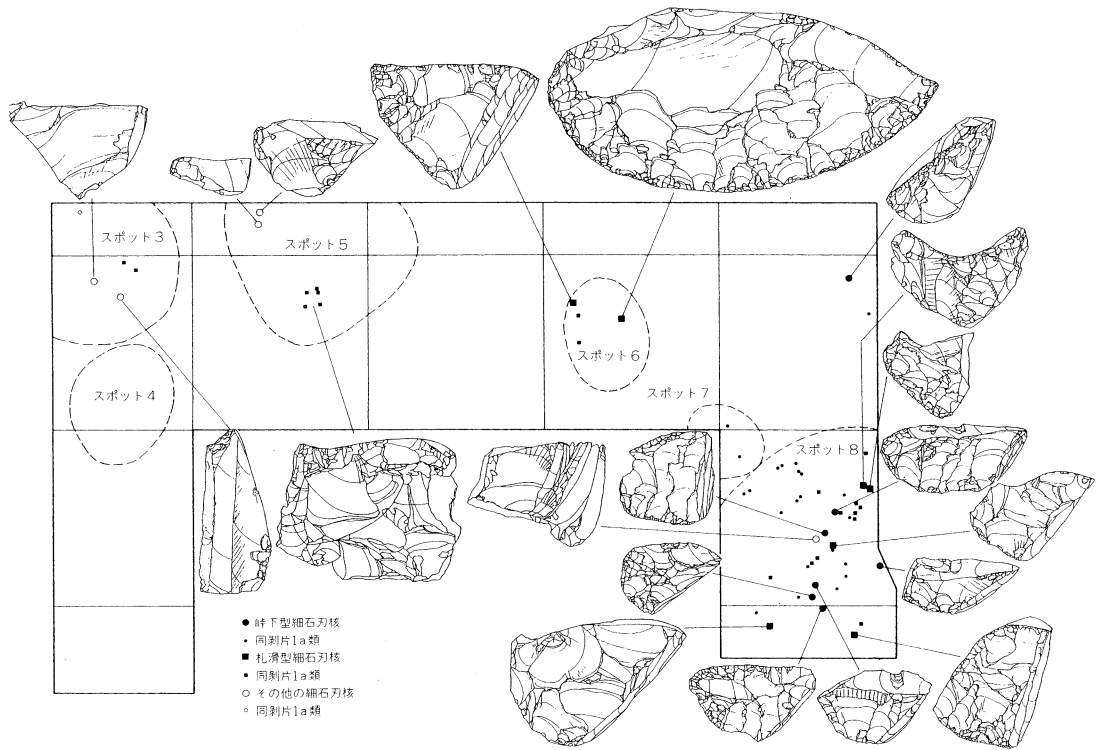 スポット3
スポット5
スポット6
スポット4
スポット7
スポット8
峠下型細石刃核
同剥片1a類
札滑型細石刃核
同剥片1a類
その他の細石刃核
同剥片1a類